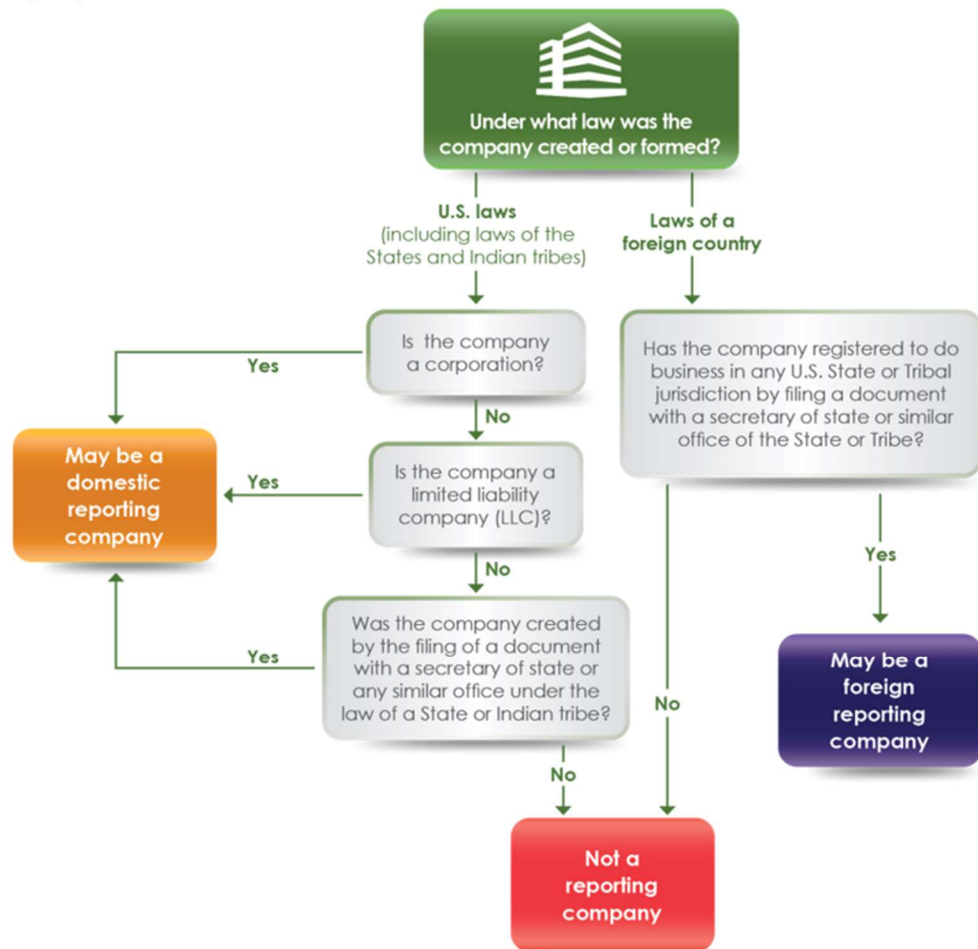 Under what law was the
company created or formed?
U.S. laws
(including laws of the
States and Indian tribes)
Laws of a
foreign country
Is the company
a corporation?
Yes
No
Has the company registered to do
business in any U.S. State or Tribal
jurisdiction by filing a document
with a secretary of state or similar
office of the State or Tribe?
May be a
domestic
reporting
company
Yes
Is the company a
limited liability
company (LLC)?
No
Yes
Was the company created
by the filing of a document
with a secretary of state or
any similar office under the
law of a State or Indian tribe?
Yes
No
May be a
foreign
reporting
company
No
Not a
reporting
company